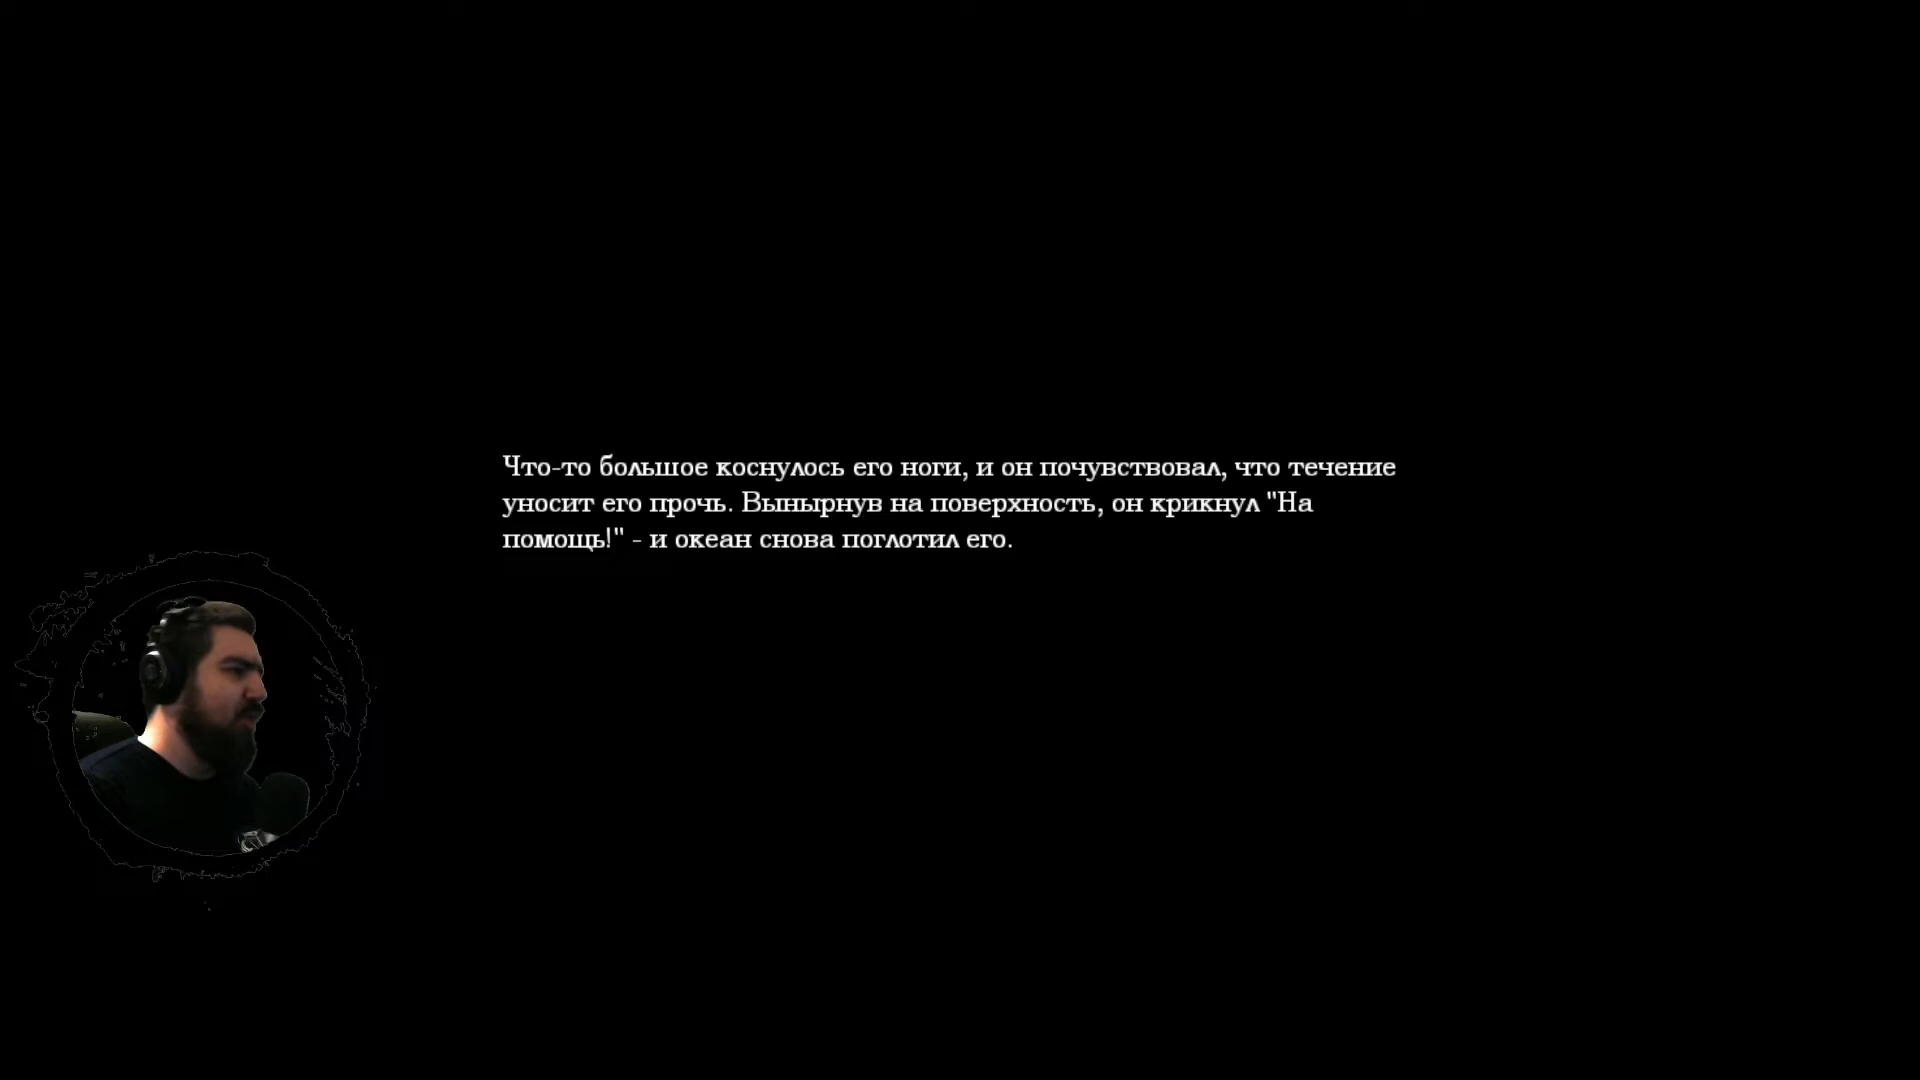 Что-то большое коснулось его ноги, и он почувствовал, что течение
уносит его прочь. Вынырнув на поверхность, он крикнул "На
помощь!" - и океан снова поглотил его.